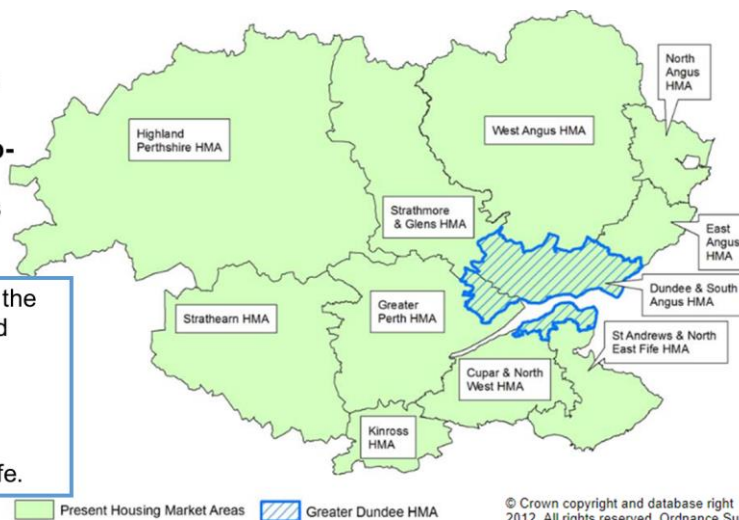 North
Angus
HMA
Highland
Perthshire HMA
West Angus HMA
Strathmore
& Glens HMA
East
Angus
HMA
the
Dundee & South
Angus HMA
Strathearn HMA
Greater
Perth HMA
St Andrews & North
East Fife HMA
Cupar & North
West HMA
Kinross
HMA
Present Housing Market Areas
Greater Dundee HMA
© Crown copyright and database right
2012. All rights reserved. Ordnance Su